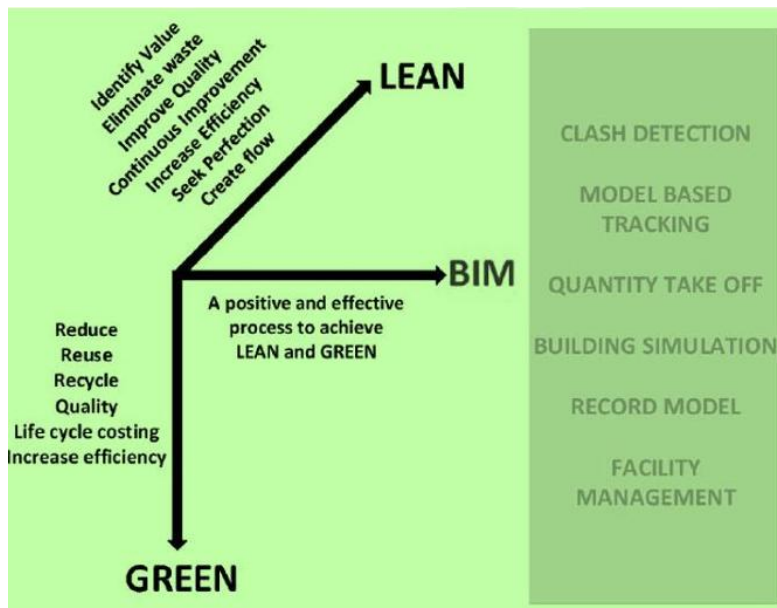 Identify Value
Eliminate waste
Improve Quality
Continuous Improvement
Increase Efficiency
Seek Perfection
Create flow
LEAN
BIM
A positive and effective
process to achieve
LEAN and GREEN
Reduce
Reuse
Recycle
Quality
Life cycle costing
Increase efficiency
GREEN
CLASH DETECTION
MODEL BASED
TRACKING
QUANTITY TAKE OFF
BUILDING SIMULATION
RECORD MODEL
FACILITY
MANAGEMENT